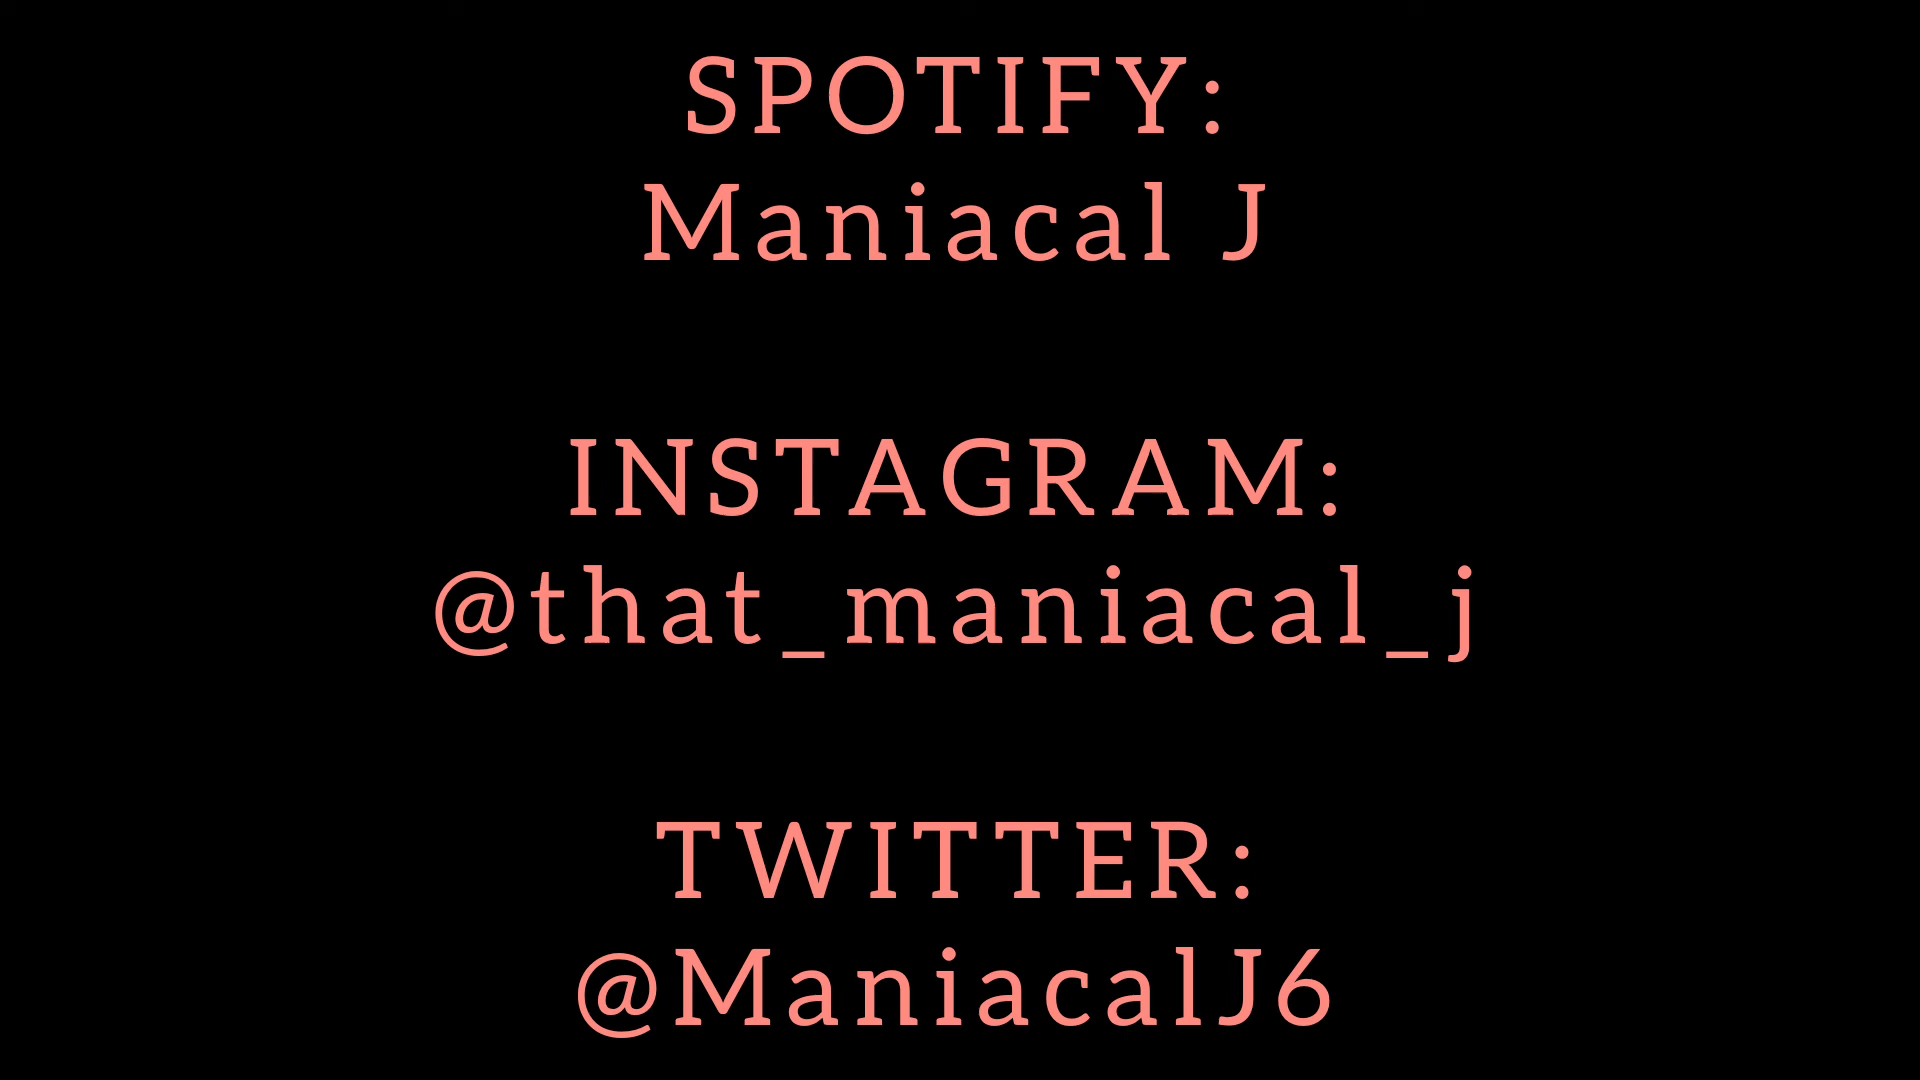 SPOTIFY:
Maniacal J
INSTAGRAM:
@that_maniacal_j
TWITTER:
@ManiacalJ6